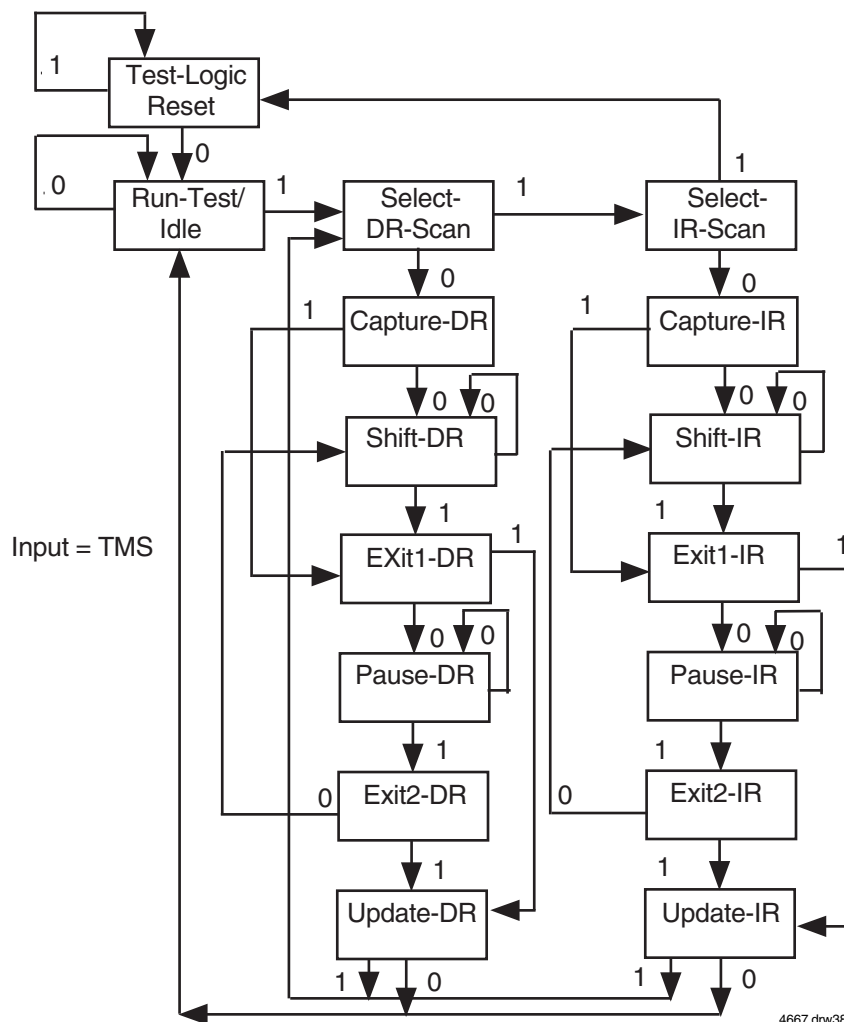 1
Test-Logic
Reset
0
1
0
Run-Test/
Idle
1
Select-
DR-Scan
1
Select-
IR-Scan
0
0
1
Capture-DR
1
Capture-IR
0
0
0
0
Shift-DR
Shift-IR
1
1
Input = TMS
EXit1-DR
1
Exit1-IR
1
0
0
0
0
Pause-DR
Pause-IR
1
1
0
Exit2-DR
0
Exit2-IR
1
1
Update-DR
Update-IR
1
0
1
0
4667 drw38